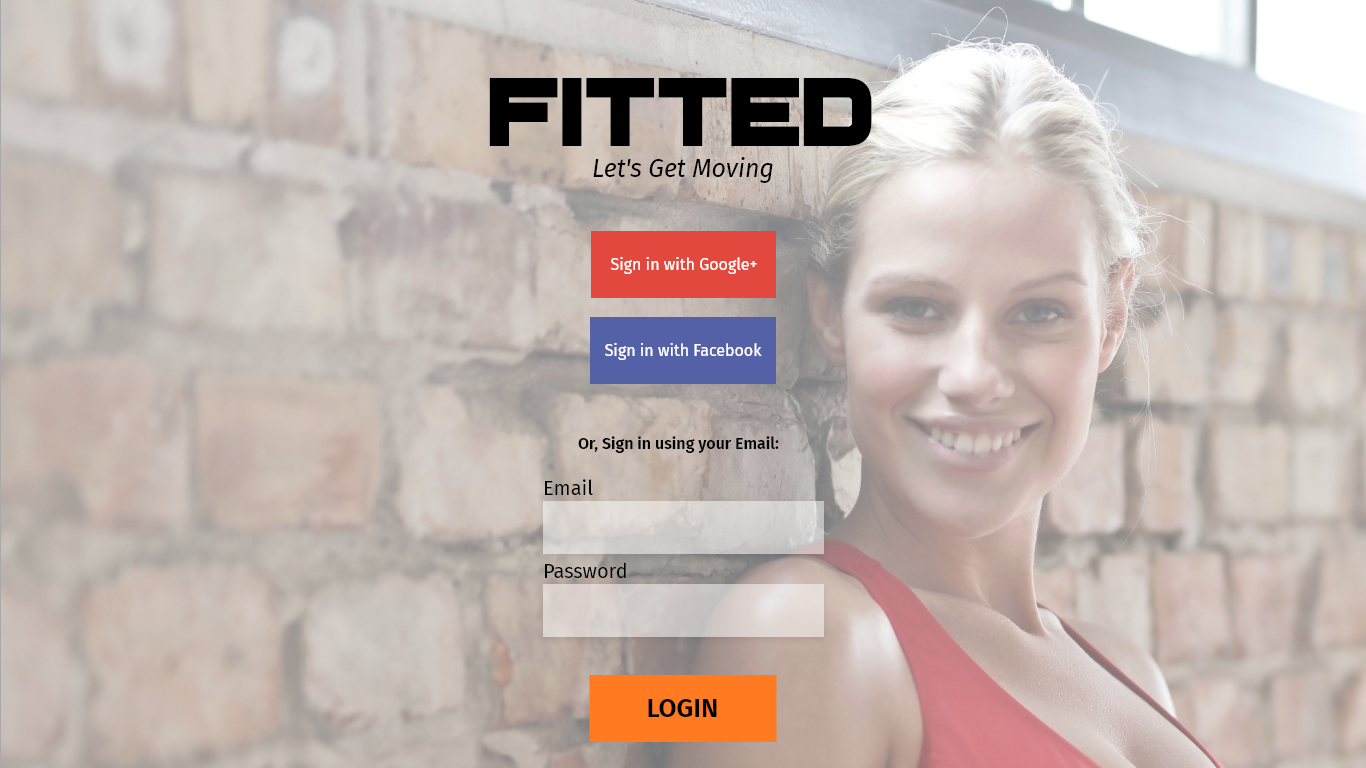 FITTED
Let's Get Moving
Sign in with Google+
Sign in with Facebook
Or, Sign in using your Email:
Email
Password
LOGIN